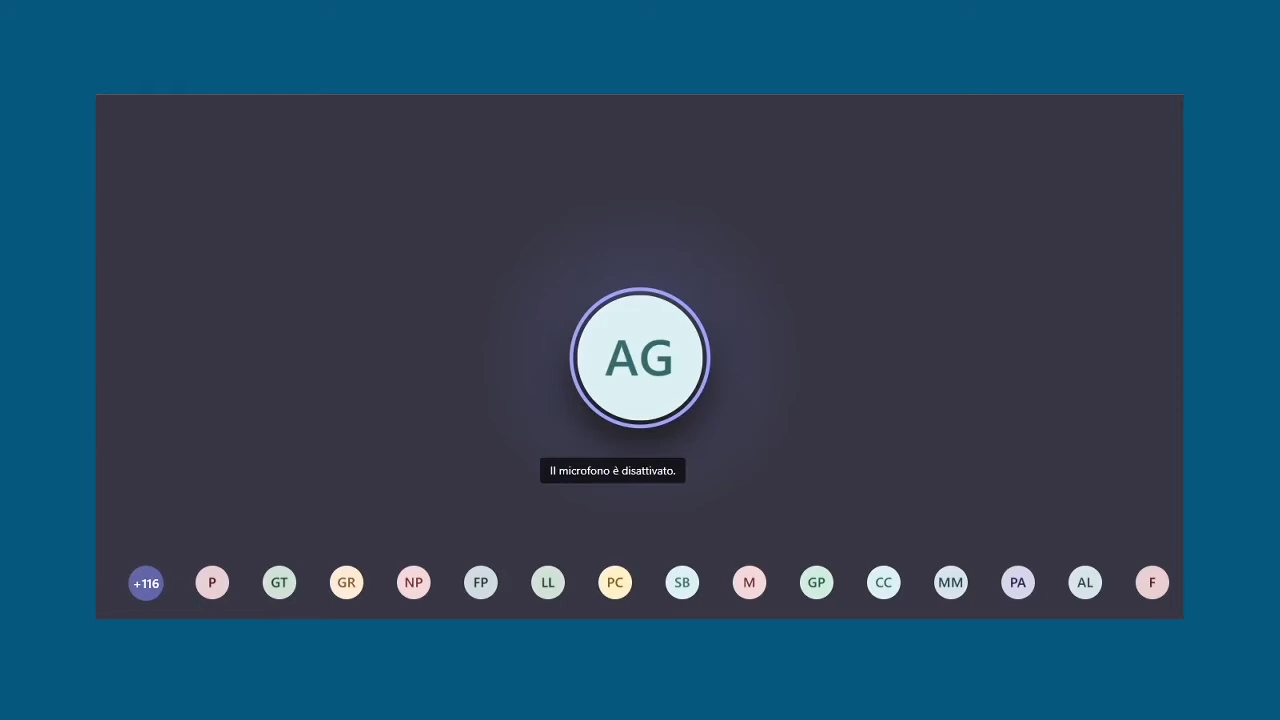 AG
Il microfono è disattivato.
+116 P GT GR NP FP LL PC SB M GP CC MM PA AL F